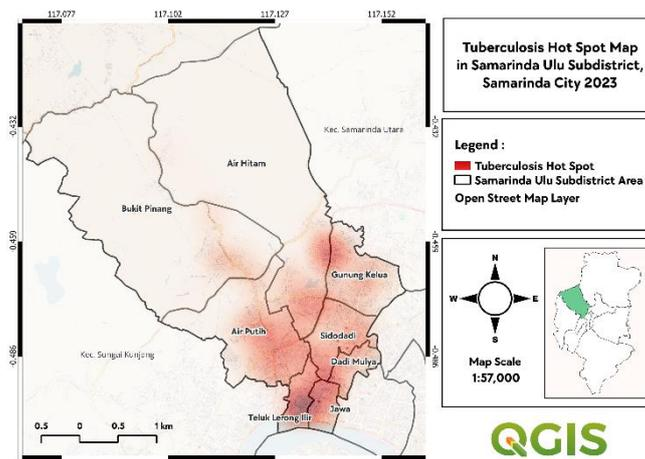 117.077 117.102 117.127 117.152
-0.432
-0.432
Kec. Samarinda Utara
Air Hitam
Bukit Pinang
-0.459
-0.459
Gunung Kelua
Air Putih
Sidodadi
-0.486
-0.486
Kec. Sungai Kunjang
Dadi Mulya
Jawa
Teluk Lerong Ilir
0.5 0 0.5 1 km
Tuberculosis Hot Spot Map
in Samarinda Ulu Subdistrict,
Samarinda City 2023
Legend :
Tuberculosis Hot Spot
Samarinda Ulu Subdistrict Area
Open Street Map Layer
N
W E
S
Map Scale
1:57,000
QGIS